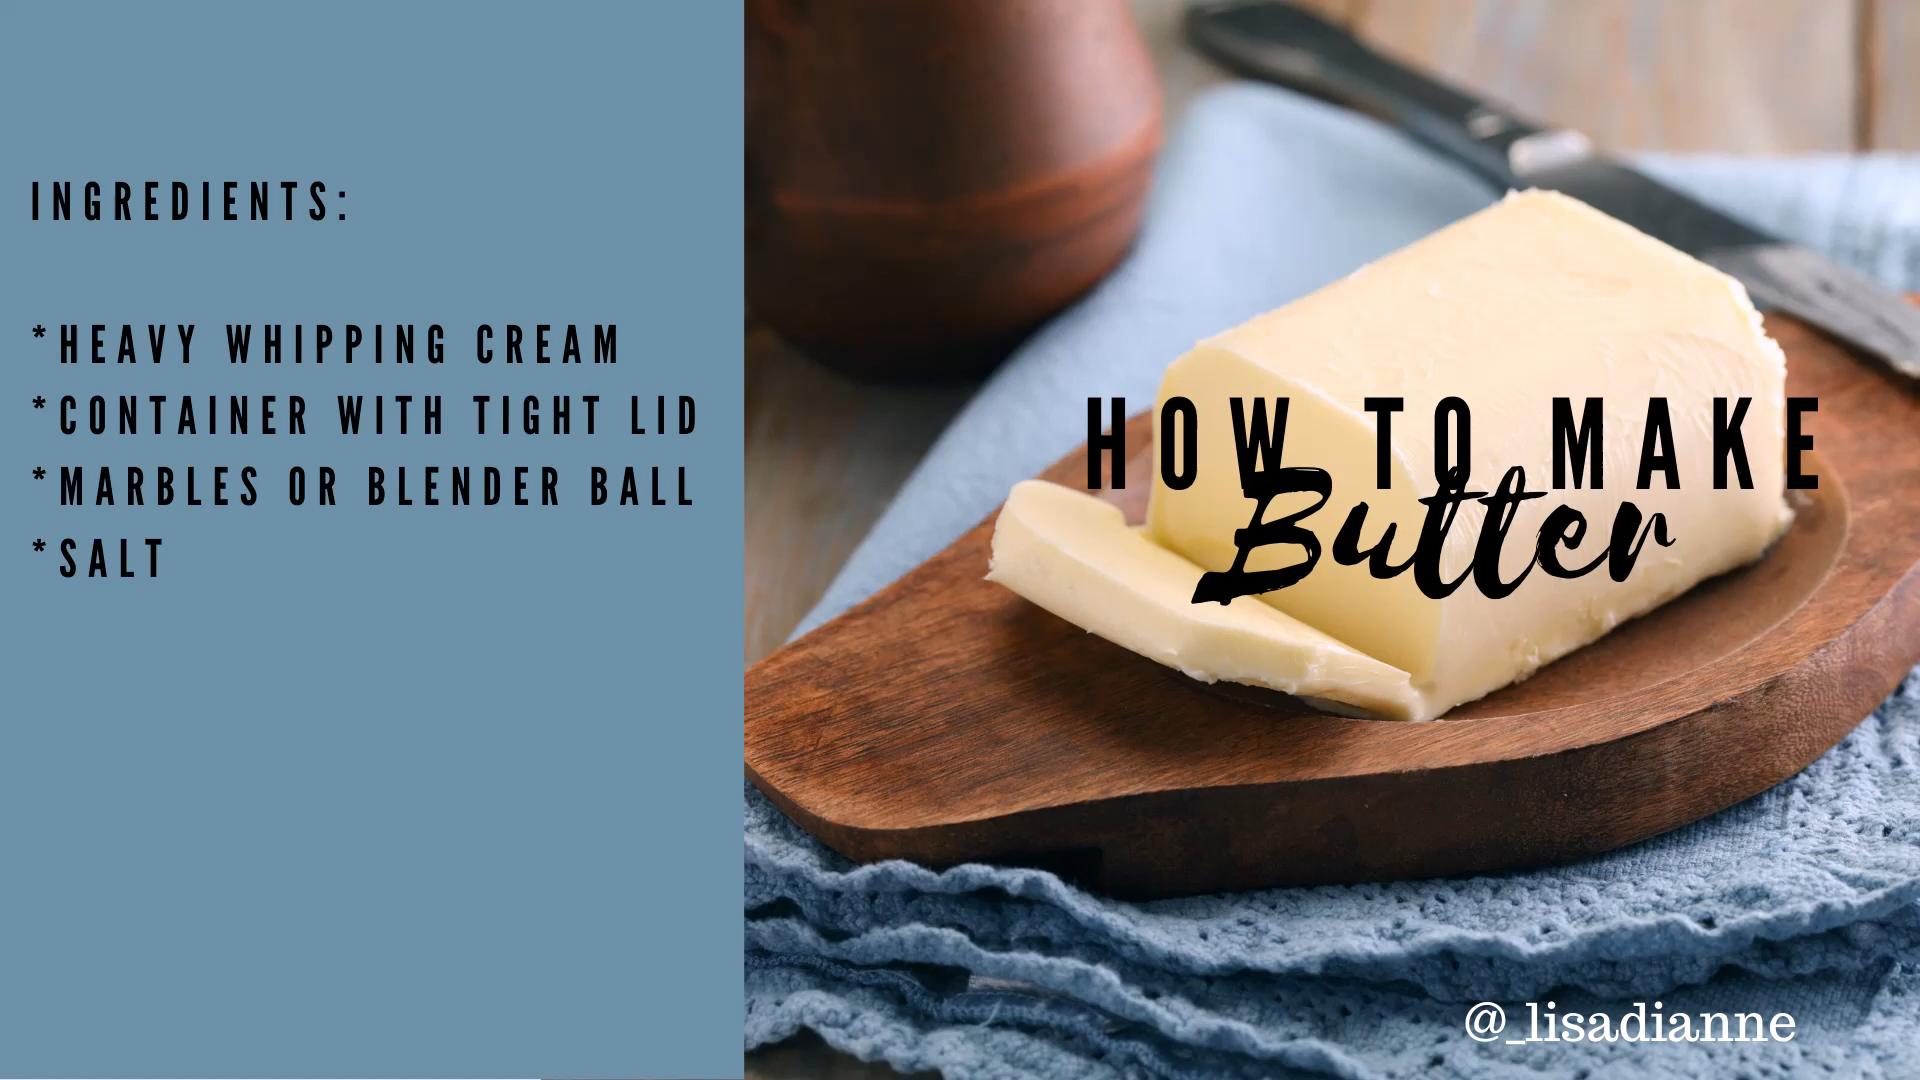 INGREDIENTS:
*HEAVY WHIPPING CREAM
*CONTAINER WITH TIGHT LID
*MARBLES OR BLENDER BALL
*SALT
HOW TO MAKE
Butter
@_lisadianne